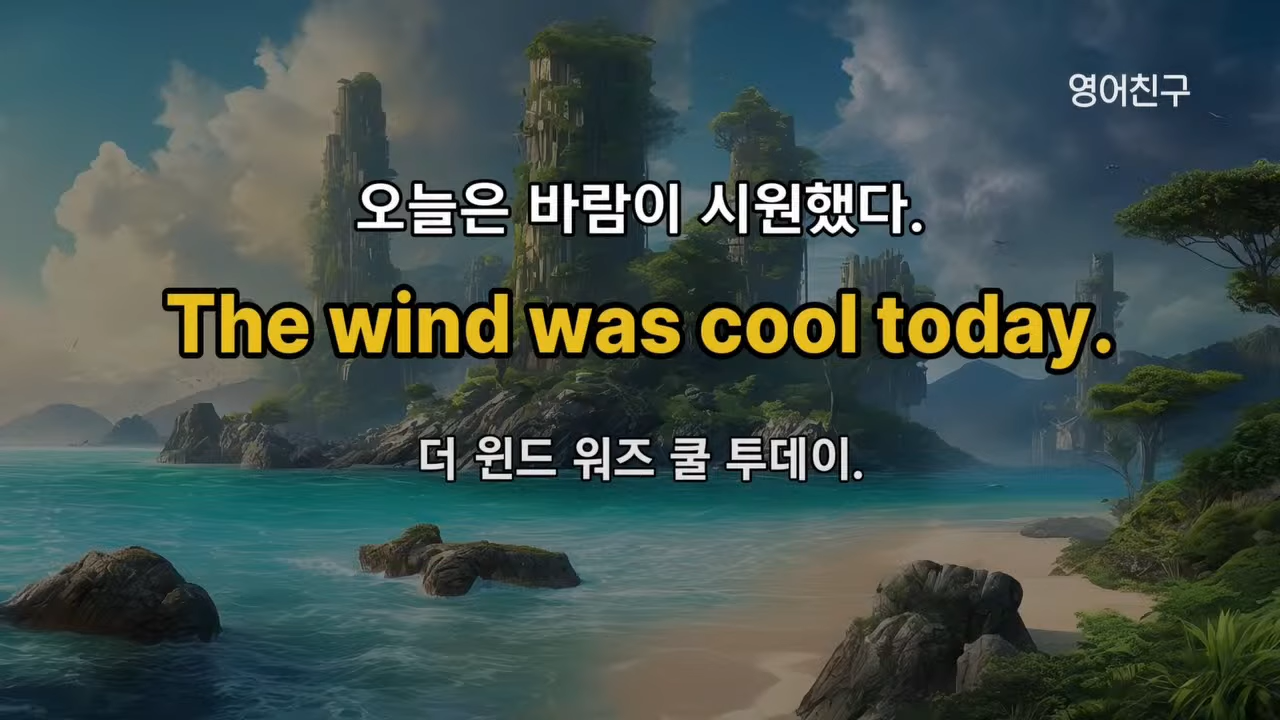 영어친구
오늘은 바람이 시원했다.
The wind was cool today.
더 윈드 워즈 쿨 투데이.